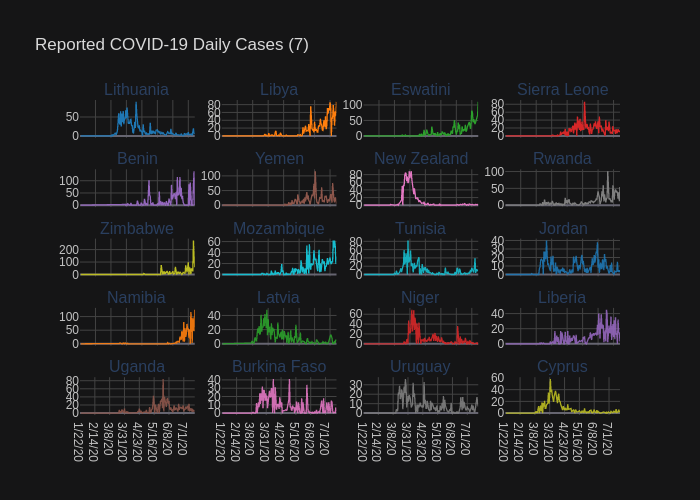 Reported COVID-19 Daily Cases (7)
Lithuania Libya Eswatini Sierra Leone
50 0 80 60 40 20 0 100 50 0 80 60 40 20 0
Benin Yemen New Zealand Rwanda
100 50 0 100 50 0 80 60 40 20 0 100 50 0
Zimbabwe Mozambique Tunisia Jordan
200 100 0 60 40 20 0 80 60 40 20 0 40 30 20 10 0
Namibia Latvia Niger Liberia
100 50 0 40 20 0 60 40 20 0 40 20 0
Uganda Burkina Faso Uruguay Cyprus
80 60 40 20 0 40 30 20 10 0 30 20 10 0 60 40 20 0
1/22/20 2/14/20 3/8/20 3/31/20 4/23/20 5/16/20 6/8/20 7/1/20 1/22/20 2/14/20 3/8/20 3/31/20 4/23/20 5/16/20 6/8/20 7/1/20 1/22/20 2/14/20 3/8/20 3/31/20 4/23/20 5/16/20 6/8/20 7/1/20 1/22/20 2/14/20 3/8/20 3/31/20 4/23/20 5/16/20 6/8/20 7/1/20